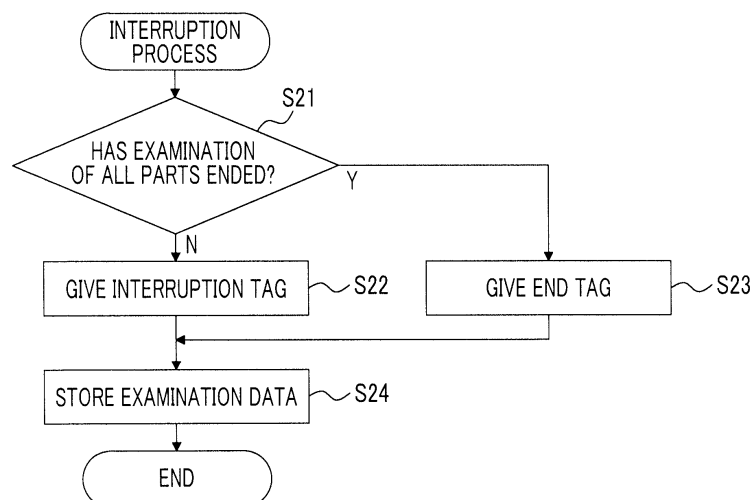 INTERRUPTION
PROCESS
S21
HAS EXAMINATION
OF ALL PARTS ENDED?
Y
N
GIVE INTERRUPTION TAG
S22
GIVE END TAG
S23
STORE EXAMINATION DATA
S24
END